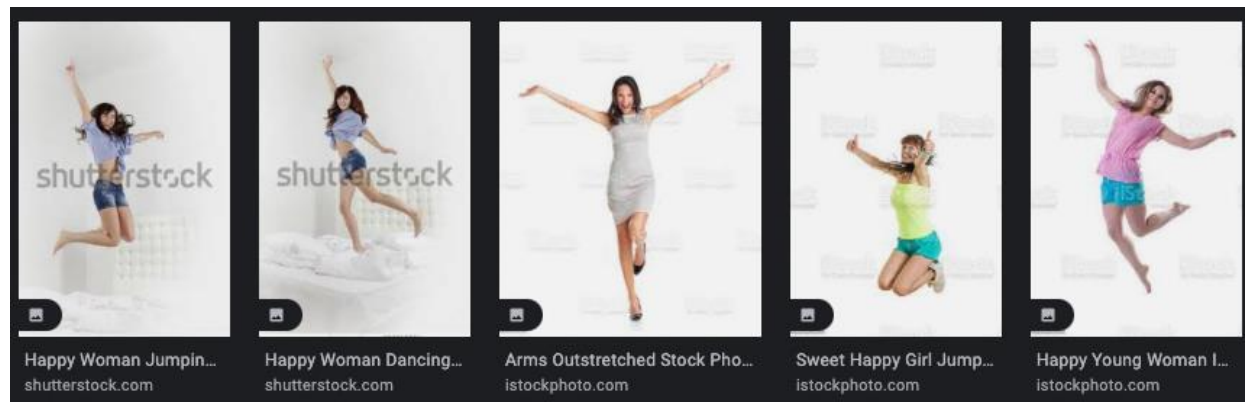 shutterstock
shutterstock
iStock
Happy Woman Jumpin...
shutterstock.com
Happy Woman Dancing...
shutterstock.com
Arms Outstretched Stock Pho...
istockphoto.com
Sweet Happy Girl Jump...
istockphoto.com
Happy Young Woman I...
istockphoto.com